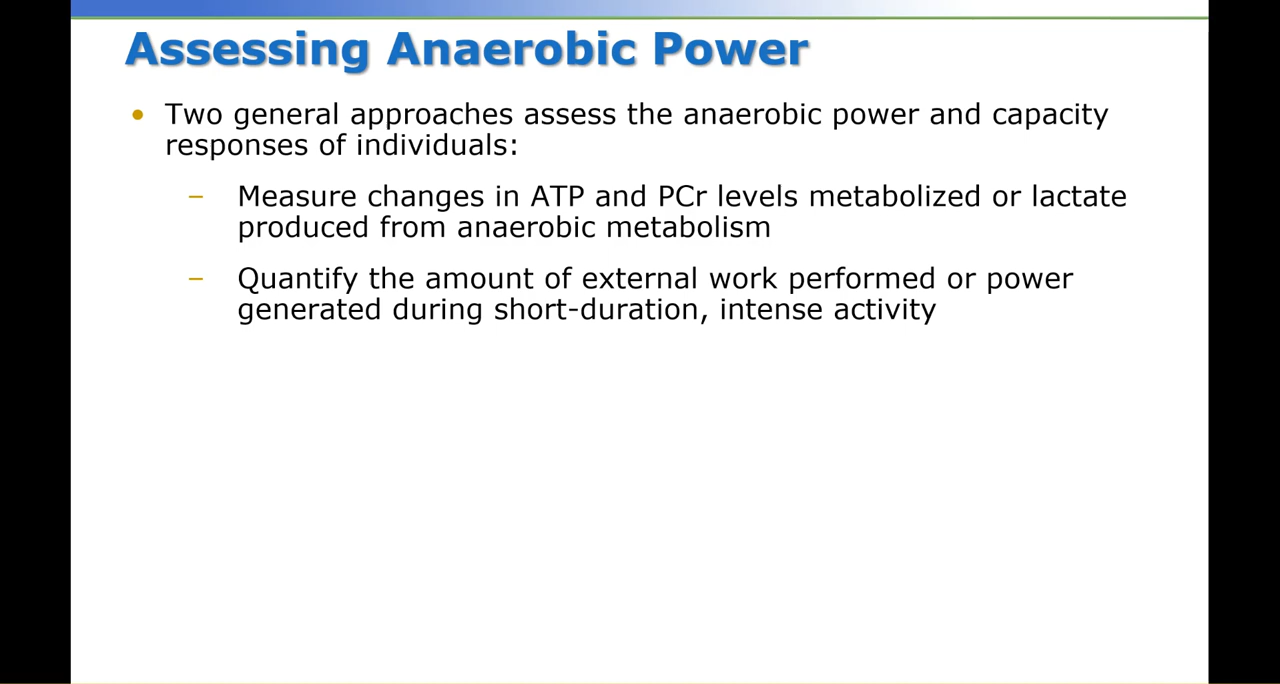 Assessing Anaerobic Power
• Two general approaches assess the anaerobic power and capacity
responses of individuals:
– Measure changes in ATP and PCr levels metabolized or lactate
produced from anaerobic metabolism
– Quantify the amount of external work performed or power
generated during short-duration, intense activity